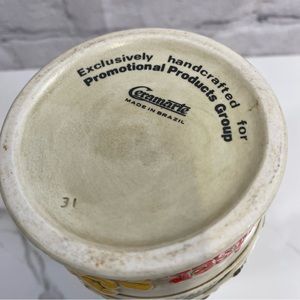 Exclusively handcrafted for
Promotional Products Group
Ceramarte
MADE IN BRAZIL
31